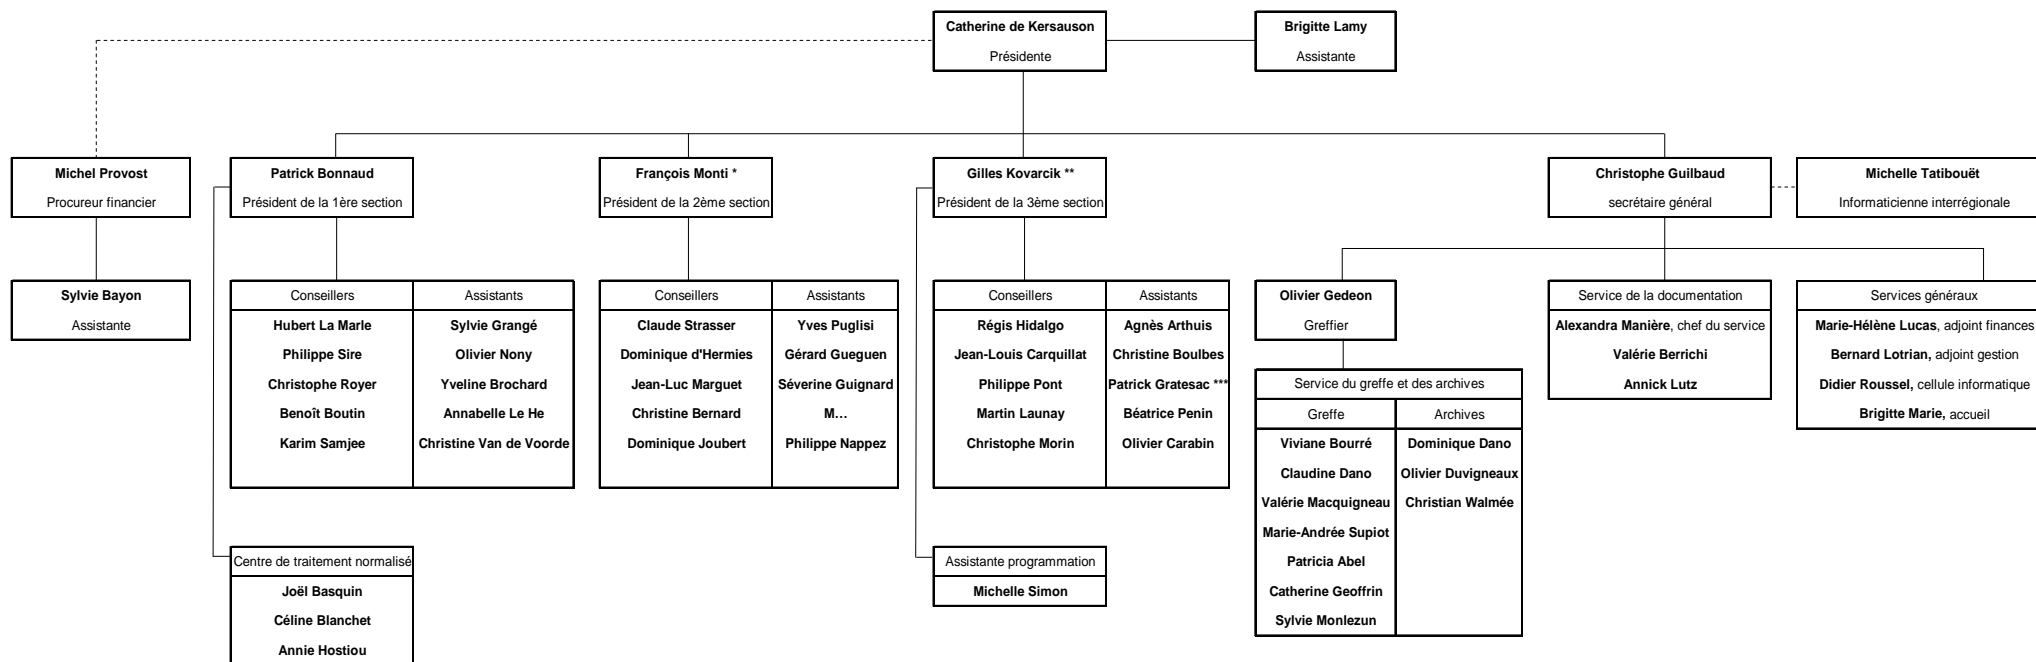 Catherine de Kersauson
Présidente
Brigitte Lamy
Assistante
Michel Provost
Procureur financier
Patrick Bonnaud
Président de la 1ère section
François Monti *
Président de la 2ème section
Gilles Kovarcik **
Président de la 3ème section
Christophe Guilbaud
secrétaire général
Michelle Tatibouët
Informaticienne interrégionale
Sylvie Bayon
Assistante
Conseillers
Hubert La Marle
Philippe Sire
Christophe Royer
Benoît Boutin
Karim Samjee
Assistants
Sylvie Grangé
Olivier Nony
Yveline Brochard
Annabelle Le He
Christine Van de Voorde
Conseillers
Claude Strasser
Dominique d'Hermies
Jean-Luc Marguet
Christine Bernard
Dominique Joubert
Assistants
Yves Puglisi
Gérard Gueguen
Séverine Guignard
M...
Philippe Nappez
Conseillers
Régis Hidalgo
Jean-Louis Carquillat
Philippe Pont
Martin Launay
Christophe Morin
Assistants
Agnès Arthuis
Christine Boulbes
Patrick Gratesac ***
Béatrice Penin
Olivier Carabin
Olivier Gedeon
Greffier
Service de la documentation
Alexandra Manière, chef du service
Valérie Berrichi
Annick Lutz
Services généraux
Marie-Hélène Lucas, adjoint finances
Bernard Lotrian, adjoint gestion
Didier Roussel, cellule informatique
Brigitte Marie, accueil
Service du greffe et des archives
Greffe
Viviane Bourré
Claudine Dano
Valérie Macquigneau
Marie-Andrée Supiot
Patricia Abel
Catherine Geoffrin
Sylvie Monlezun
Archives
Dominique Dano
Olivier Duvigneaux
Christian Walmée
Centre de traitement normalisé
Joël Basquin
Céline Blanchet
Annie Hostiou
Assistante programmation
Michelle Simon